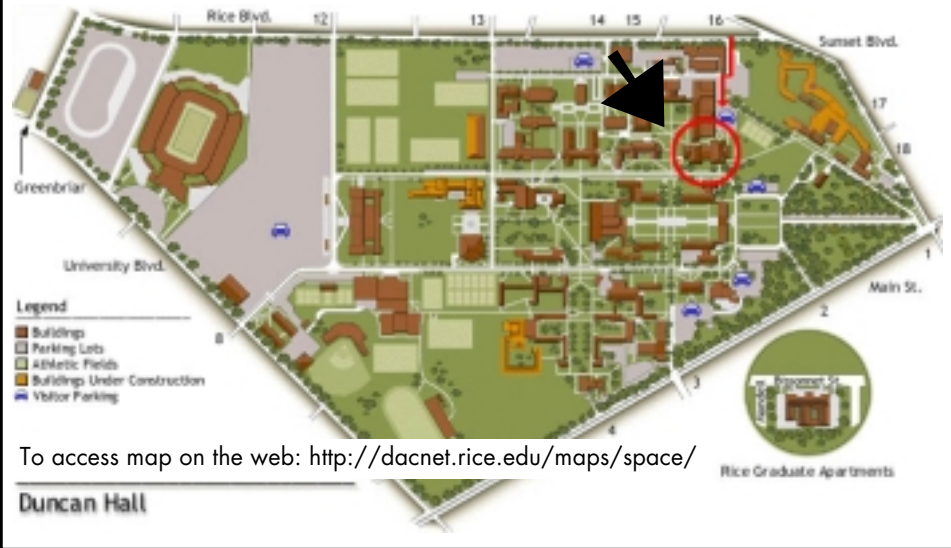 Rice Blvd.
12
13
14
15
16
Sunset Blvd.
17
18
Greenbriar
University Blvd.
1
Main St.
Legend
Buildings
Parking Lots
Athletic Fields
Buildings Under Construction
Visitor Parking
8
2
3
4
Bissonnet St.
To access map on the web: http://dacnet.rice.edu/maps/space/
Rice Graduate Apartments
Duncan Hall